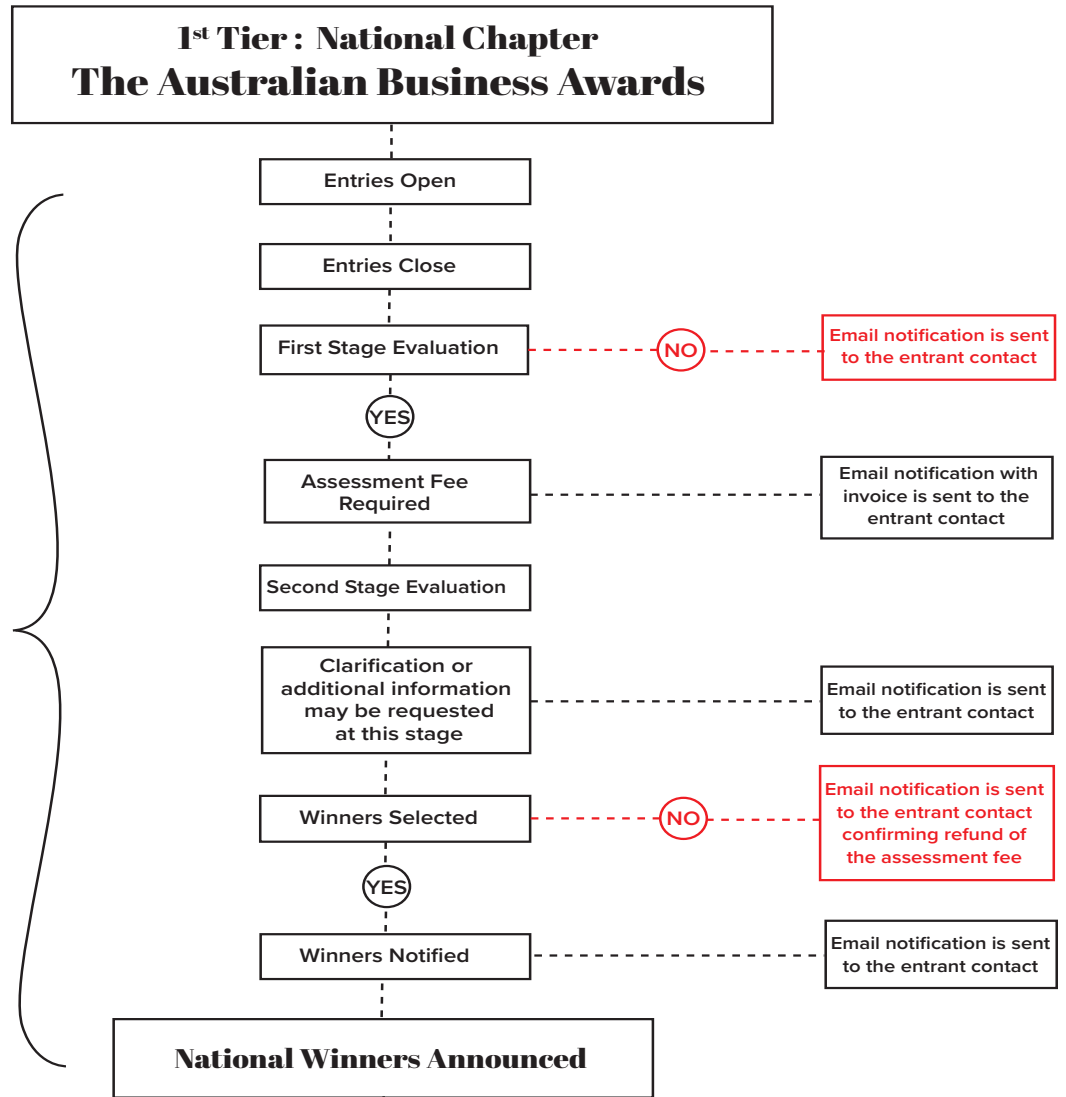 1st Tier : National Chapter
The Australian Business Awards
Entries Open
Entries Close
First Stage Evaluation
NO
Email notification is sent
to the entrant contact
YES
Assessment Fee
Required
Email notification with
invoice is sent to the
entrant contact
Second Stage Evaluation
Clarification or
additional information
may be requested
at this stage
Email notification is sent
to the entrant contact
Winners Selected
NO
Email notification is sent
to the entrant contact
confirming refund of
the assessment fee
YES
Winners Notified
Email notification is sent
to the entrant contact
National Winners Announced